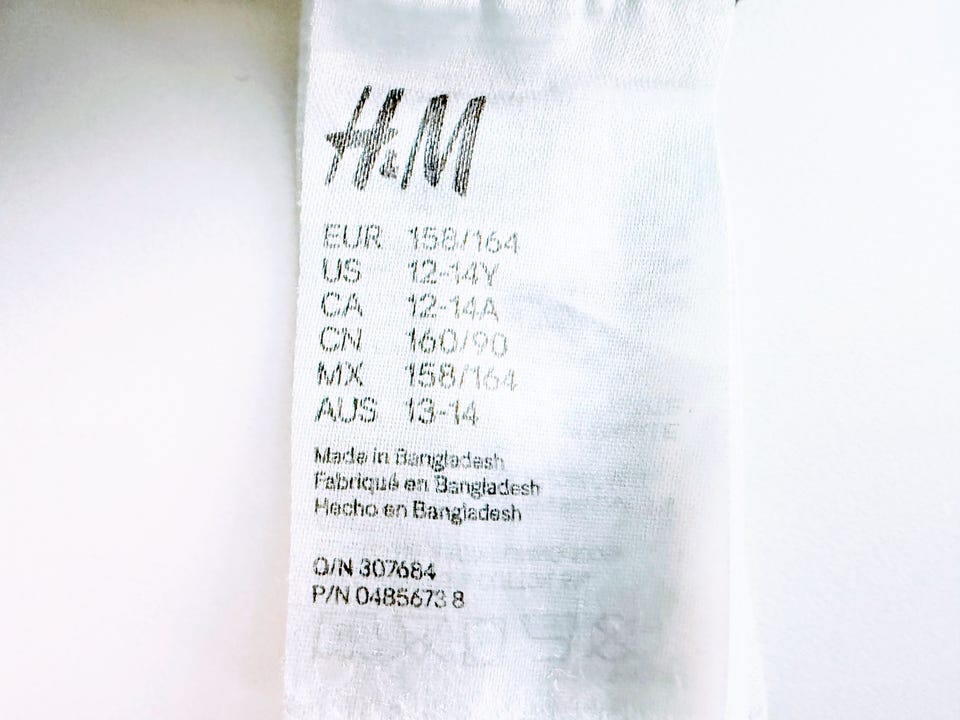 H&M
EUR 158/164
US 12-14Y
CA 12-14A
CN 160/90
MX 158/164
AUS 13-14
Made in Bangladesh
Fabriqué en Bangladesh
Hecho en Bangladesh
O/N 307684
P/N 0485673 8